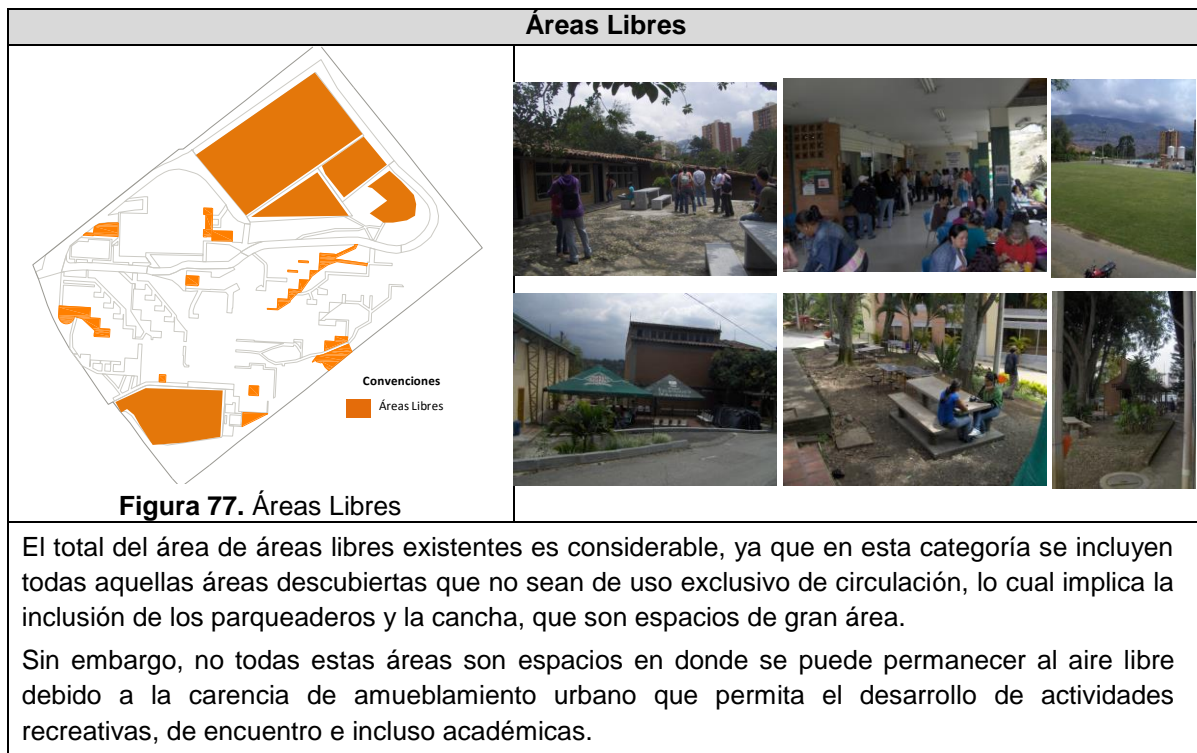 Áreas Libres
Convenciones
Áreas Libres
Figura 77. Áreas Libres
El total del área de áreas libres existentes es considerable, ya que en esta categoría se incluyen
todas aquellas áreas descubiertas que no sean de uso exclusivo de circulación, lo cual implica la
inclusión de los parqueaderos y la cancha, que son espacios de gran área.
Sin embargo, no todas estas áreas son espacios en donde se puede permanecer al aire libre
debido a la carencia de amueblamiento urbano que permita el desarrollo de actividades
recreativas, de encuentro e incluso académicas.